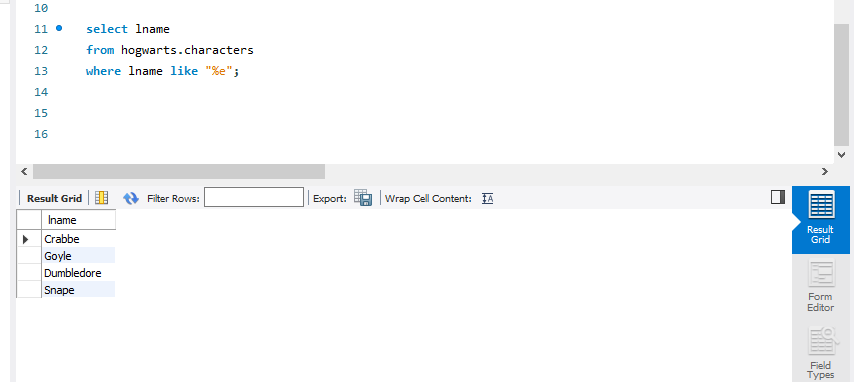 10
11 select lname
12 from hogwarts.characters
13 where lname like "%e";
14
15
16
Result Grid Filter Rows: Export: Wrap Cell Content: IA
lname
Crabbe
Goyle
Dumbledore
Snape
Result
Grid
Form
Editor
Field
Types